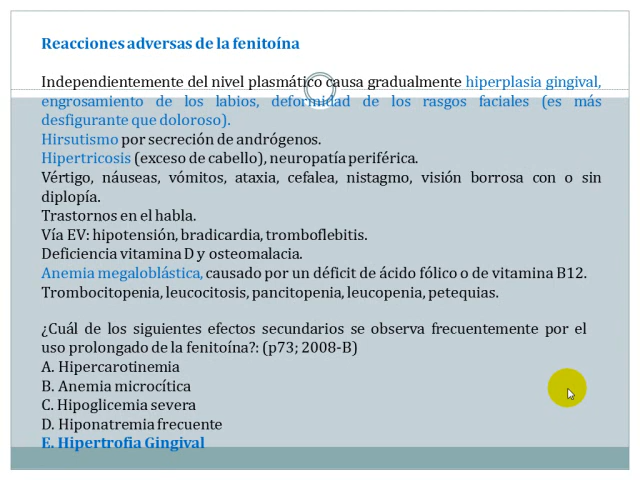 Reacciones adversas de la fenitoína
Independientemente del nivel plasmático causa gradualmente hiperplasia gingival,
engrosamiento de los labios, deformidad de los rasgos faciales (es más
desfigurante que doloroso).
Hirsutismo por secreción de andrógenos.
Hipertricosis (exceso de cabello), neuropatía periférica.
Vértigo, náuseas, vómitos, ataxia, cefalea, nistagmo, visión borrosa con o sin
diplopía.
Trastornos en el habla.
Vía EV: hipotensión, bradicardia, tromboflebitis.
Deficiencia vitamina D y osteomalacia.
Anemia megaloblástica, causado por un déficit de ácido fólico o de vitamina B12.
Trombocitopenia, leucocitosis, pancitopenia, leucopenia, petequias.
¿Cuál de los siguientes efectos secundarios se observa frecuentemente por el
uso prolongado de la fenitoína?: (p73; 2008-B)
A. Hipercarotinemia
B. Anemia microcítica
C. Hipoglicemia severa
D. Hiponatremia frecuente
E. Hipertrofia Gingival